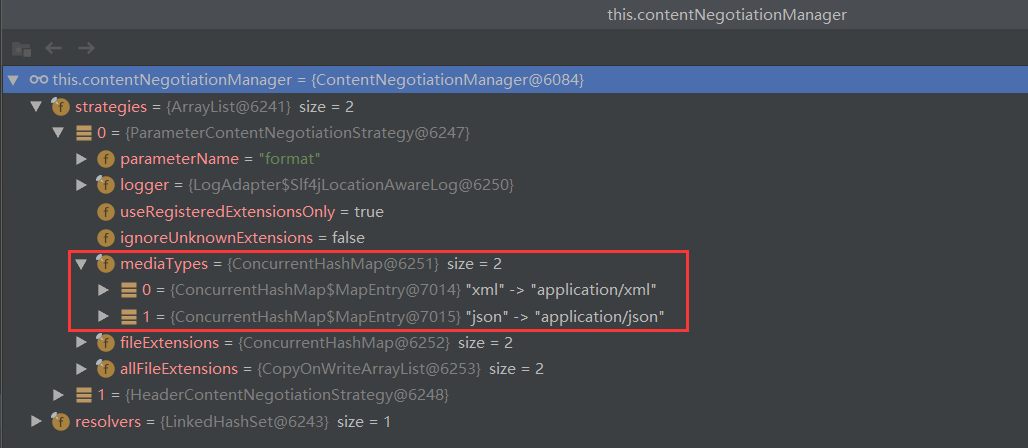 this.contentNegotiationManager
this.contentNegotiationManager = {ContentNegotiationManager@6084}
strategies = {ArrayList@6241} size = 2
0 = {ParameterContentNegotiationStrategy@6247}
parameterName = "format"
logger = {LogAdapter$Slf4jLocationAwareLog@6250}
useRegisteredExtensionsOnly = true
ignoreUnknownExtensions = false
mediaTypes = {ConcurrentHashMap@6251} size = 2
0 = {ConcurrentHashMap$MapEntry@7014} "xml" -> "application/xml"
1 = {ConcurrentHashMap$MapEntry@7015} "json" -> "application/json"
fileExtensions = {ConcurrentHashMap@6252} size = 2
allFileExtensions = {CopyOnWriteArrayList@6253} size = 2
1 = {HeaderContentNegotiationStrategy@6248}
resolvers = {LinkedHashSet@6243} size = 1